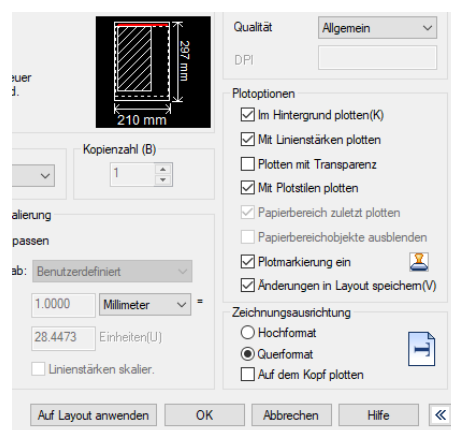 Qualität
Allgemein
DPI
euer
d.
297 mm
210 mm
Plotoptionen
Im Hintergrund plotten(K)
Mit Linienstärken plotten
Plotten mit Transparenz
Mit Plotstilen plotten
Papierbereich zuletzt plotten
Papierbereichobjekte ausblenden
Plotmarkierung ein
Änderungen in Layout speichern(V)
Kopienzahl (B)
1
alierung
passen
ab: Benutzerdefiniert
1.0000 Millimeter =
28.4473 Einheiten(U)
Linienstärken skalier.
Zeichnungsausrichtung
Hochformat
Querformat
Auf dem Kopf plotten
Auf Layout anwenden OK Abbrechen Hilfe